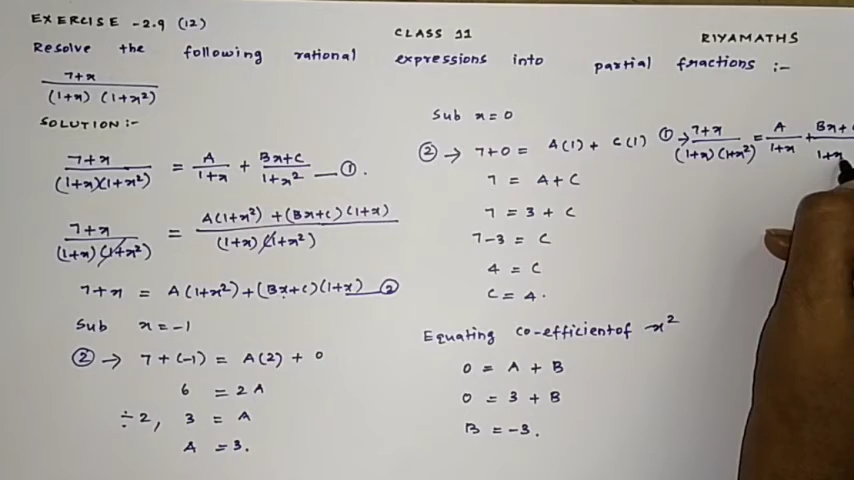 EXERCISE - 2.9 (12)
CLASS 11
RIYAMATHS
Resolve the following rational expressions into partial fractions :-
7+x / (1+x) (1+x²)
SOLUTION :-
7+x / (1+x)(1+x²) = A / 1+x + Bx+C / 1+x² — ①.
7+x / (1+x)(1+x²) = A(1+x²) + (Bx+C)(1+x) / (1+x)(1+x²)
7+x = A(1+x²)+(Bx+C)(1+x) — ②
Sub x = -1
② → 7+(-1) = A(2) + 0
6 = 2A
÷2, 3 = A
A = 3.
Sub x = 0
② → 7+0 = A(1) + C(1)
7 = A+C
7 = 3 + C
7-3 = C
4 = C
C = 4.
Equating co-efficient of x²
0 = A + B
0 = 3 + B
B = -3.
① → 7+x / (1+x)(1+x²) = A / 1+x + Bx+ / 1+x